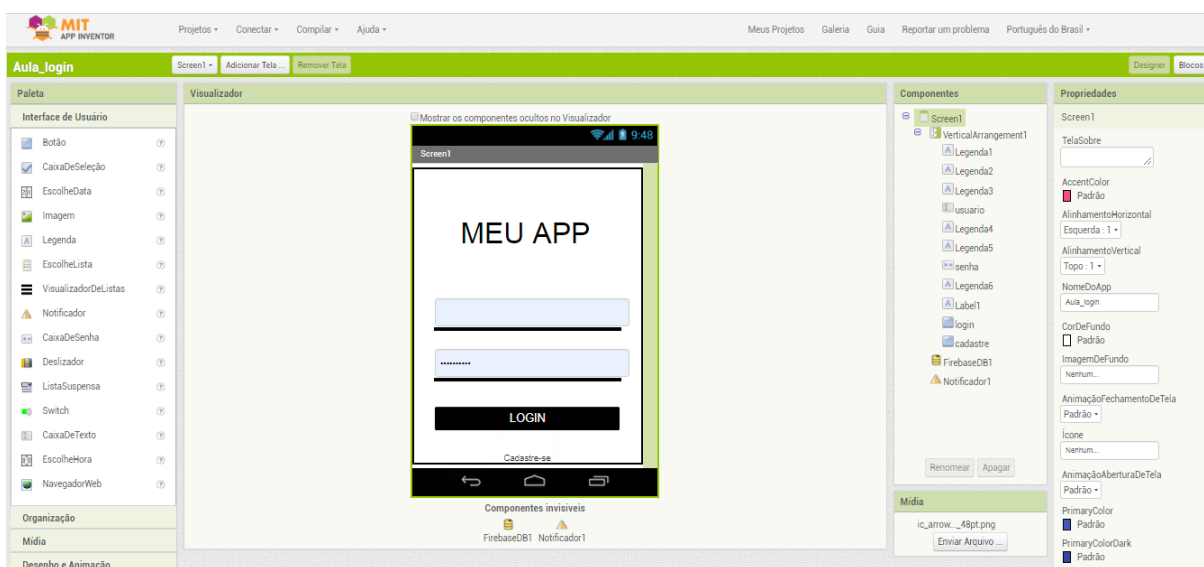 MIT
APP INVENTOR
Projetos
Conectar
Compilar
Ajuda
Meus Projetos
Galeria
Guia
Reportar um problema
Português do Brasil
Aula_login
Screen1
Adicionar Tela ...
Remover Tela
Designer
Blocos
Paleta
Interface de Usuário
Botão
CaixaDeSeleção
EscolheData
Imagem
Legenda
EscolheLista
VisualizadorDeListas
Notificador
CaixaDeSenha
Deslizador
ListaSuspensa
Switch
CaixaDeTexto
EscolheHora
NavegadorWeb
Organização
Mídia
Desenho e Animação
Visualizador
Mostrar os componentes ocultos no Visualizador
9:48
Screen1
MEU APP
LOGIN
Cadastre-se
Componentes invisíveis
FirebaseDB1
Notificador1
Componentes
Screen1
VerticalArrangement1
Legenda1
Legenda2
Legenda3
usuario
Legenda4
Legenda5
senha
Legenda6
Label1
login
cadastre
FirebaseDB1
Notificador1
Renomear
Apagar
Mídia
ic_arrow..._48pt.png
Enviar Arquivo ...
Propriedades
Screen1
TelaSobre
AccentColor
Padrão
AlinhamentoHorizontal
Esquerda : 1
AlinhamentoVertical
Topo : 1
NomeDoApp
Aula_login
CorDeFundo
Padrão
ImagemDeFundo
Nenhum...
AnimaçãoFechamentoDeTela
Padrão
Ícone
Nenhum...
AnimaçãoAberturaDeTela
Padrão
PrimaryColor
Padrão
PrimaryColorDark
Padrão